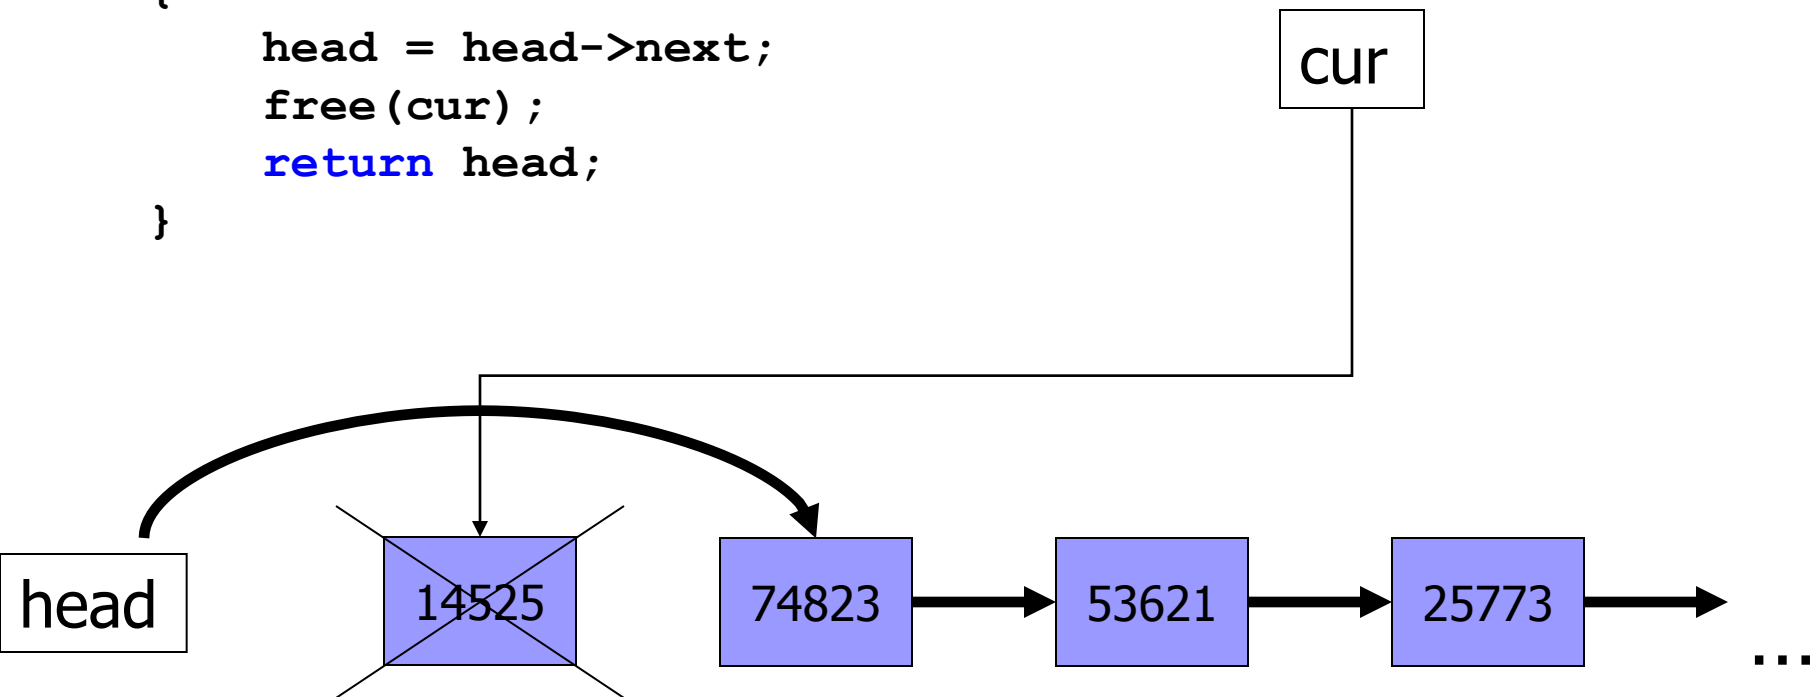 {
head = head->next;
free(cur);
return head;
}
cur
head
14525
74823
53621
25773
...